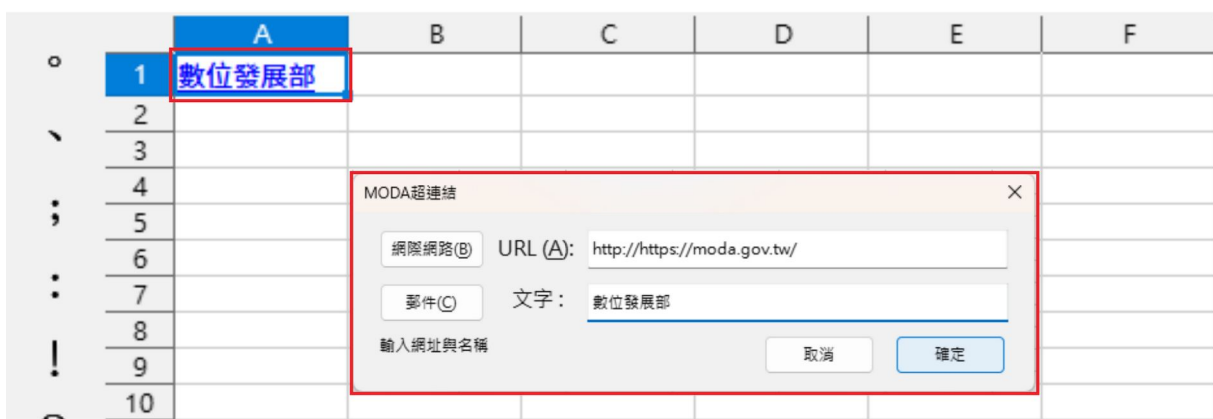 A B C D E F
。
1 數位發展部
2
、
3
4
MODA超連結
;
5
網際網路(B) URL (A): http://https://moda.gov.tw/
6
:
7
郵件(C) 文字： 數位發展部
8
輸入網址與名稱
!
9
取消 確定
10